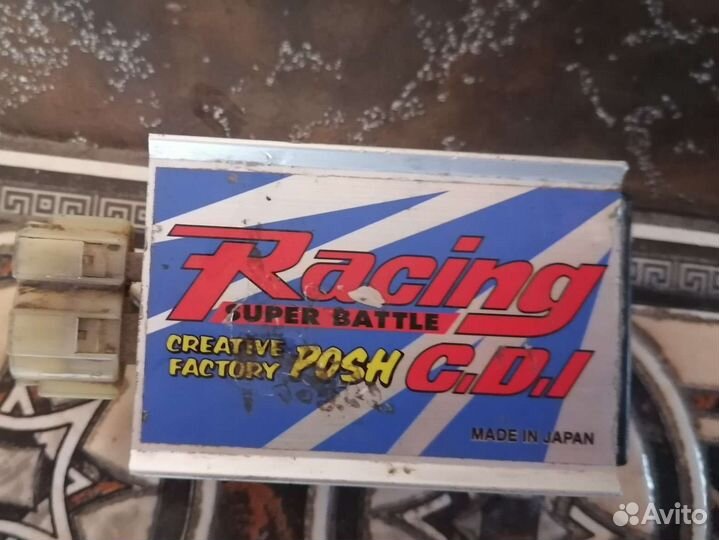 Racing
SUPER BATTLE
CREATIVE FACTORY POSH C.D.I
MADE IN JAPAN
Avito